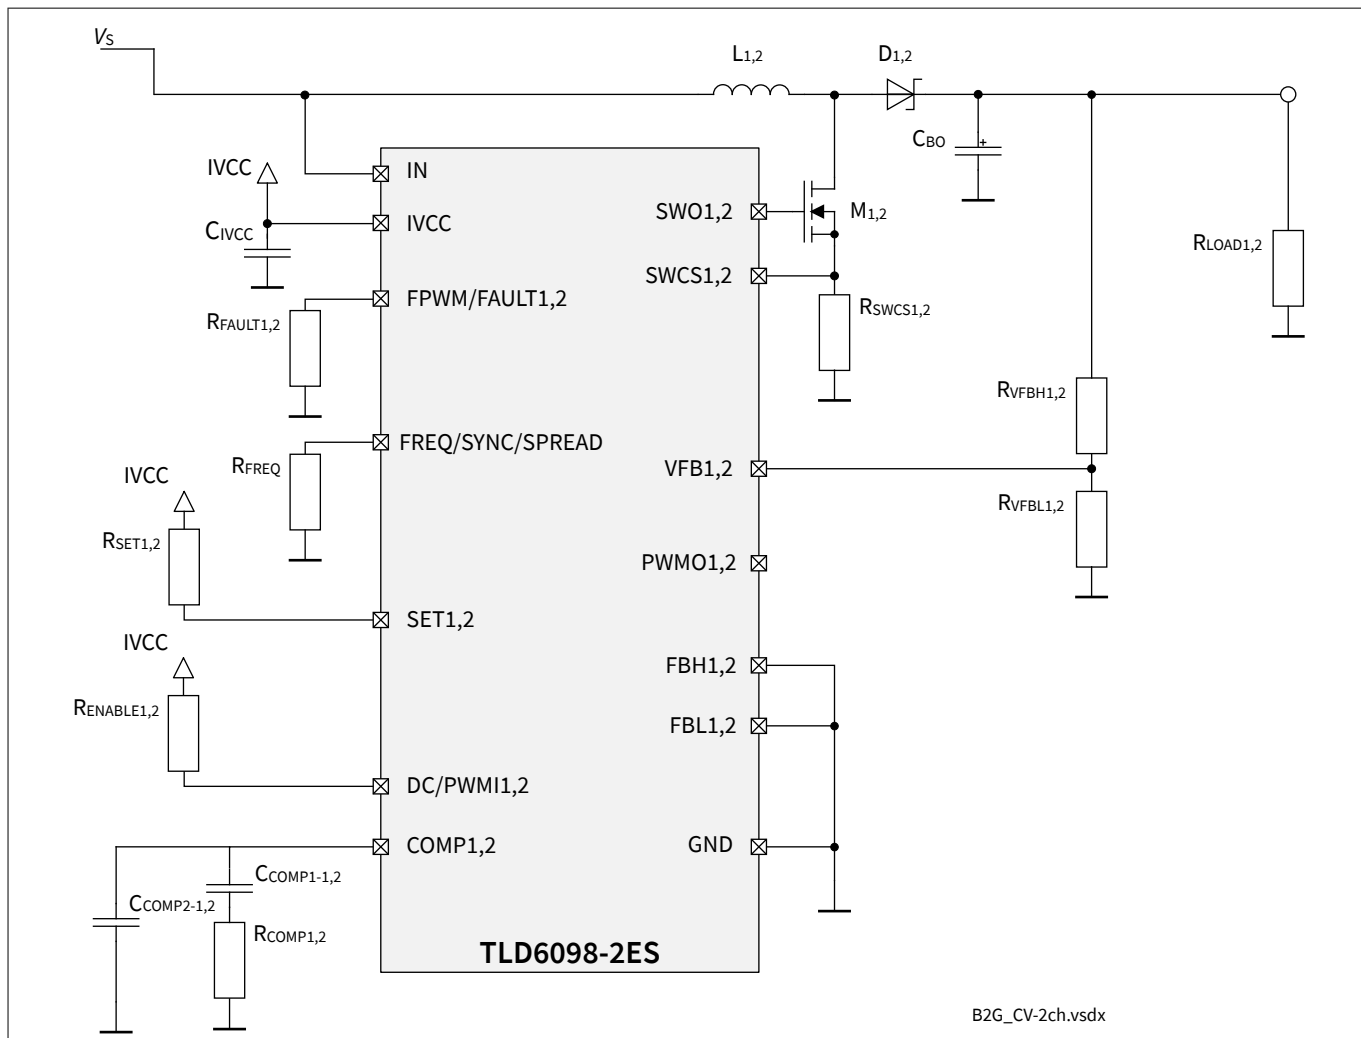 VS
L1,2
D1,2
CBO
IVCC
IN
SWO1,2
M1,2
IVCC
CIVCC
RLOAD1,2
SWCS1,2
FPWM/FAULT1,2
RFAULT1,2
RSWCS1,2
RVFBH1,2
FREQ/SYNC/SPREAD
RFREQ
VFB1,2
IVCC
RVFBL1,2
RSET1,2
PWMO1,2
SET1,2
IVCC
FBH1,2
RENABLE1,2
FBL1,2
DC/PWMI1,2
COMP1,2
GND
CCOMP1-1,2
CCOMP2-1,2
RCOMP1,2
TLD6098-2ES
B2G_CV-2ch.vsdx
+